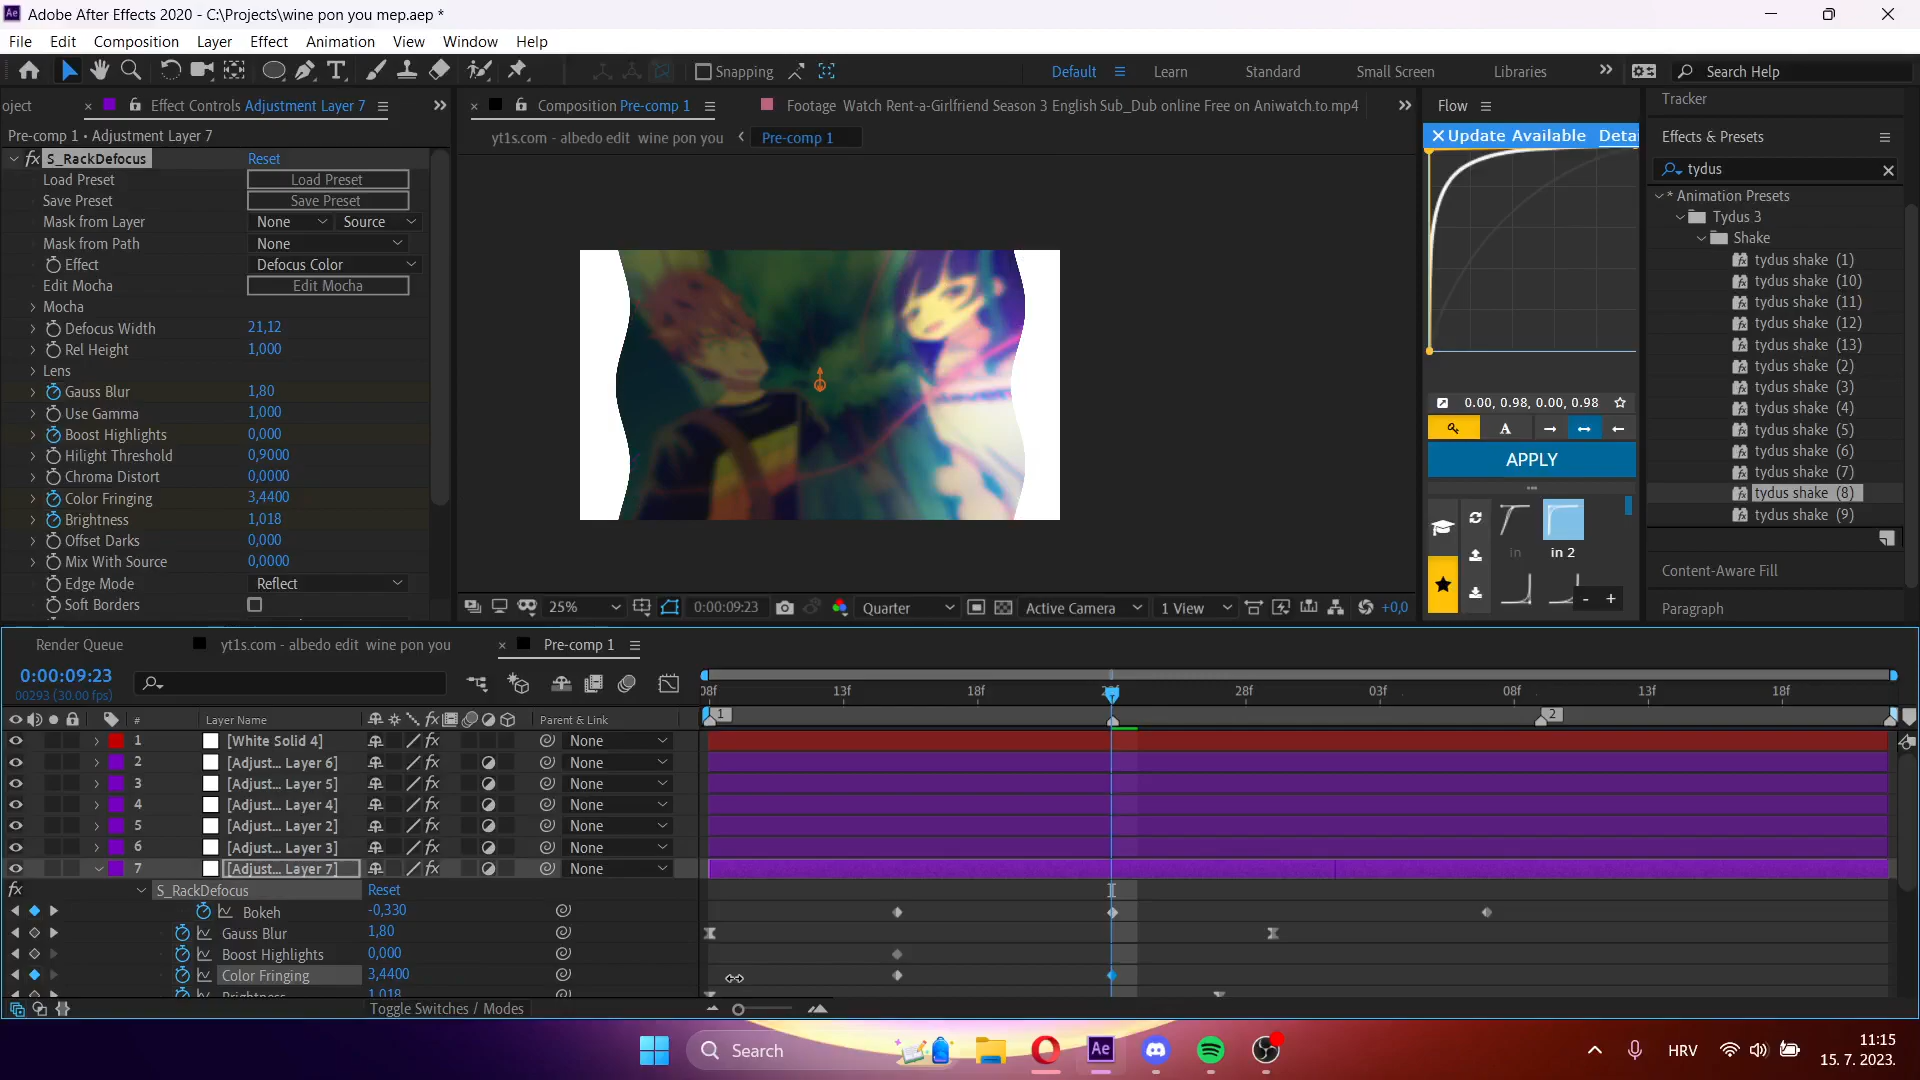 Adobe After Effects 2020 - C:\Projects\wine pon you mep.aep *
File Edit Composition Layer Effect Animation View Window Help
Snapping Default Learn Standard Small Screen Libraries Search Help
oject Effect Controls Adjustment Layer 7
Pre-comp 1 • Adjustment Layer 7
S_RackDefocus Reset
Load Preset Load Preset
Save Preset Save Preset
Mask from Layer None Source
Mask from Path None
Effect Defocus Color
Edit Mocha Edit Mocha
Mocha
Defocus Width 21,12
Rel Height 1,000
Lens
Gauss Blur 1,80
Use Gamma 1,000
Boost Highlights 0,000
Hilight Threshold 0,9000
Chroma Distort 0,0000
Color Fringing 3,4400
Brightness 1,018
Offset Darks 0,000
Mix With Source 0,0000
Edge Mode Reflect
Soft Borders
Composition Pre-comp 1 Footage Watch Rent-a-Girlfriend Season 3 English Sub_Dub online Free on Aniwatch.to.mp4
yt1s.com - albedo edit wine pon you Pre-comp 1
25% 0:00:09:23 Quarter Active Camera 1 View +0,0
Flow
Update Available Detai
0.00, 0.98, 0.00, 0.98
A
APPLY
In in 2
- +
Tracker
Effects & Presets
tydus
* Animation Presets
Tydus 3
Shake
tydus shake (1)
tydus shake (10)
tydus shake (11)
tydus shake (12)
tydus shake (13)
tydus shake (2)
tydus shake (3)
tydus shake (4)
tydus shake (5)
tydus shake (6)
tydus shake (7)
tydus shake (8)
tydus shake (9)
Content-Aware Fill
Paragraph
Render Queue yt1s.com - albedo edit wine pon you Pre-comp 1
0:00:09:23
00293 (30.00 fps)
08f 13f 18f 28f 03f 08f 13f 18f
# Layer Name Parent & Link
1 2
1 [White Solid 4] None
2 [Adjust... Layer 6] None
3 [Adjust... Layer 5] None
4 [Adjust... Layer 4] None
5 [Adjust... Layer 2] None
6 [Adjust... Layer 3] None
7 [Adjust... Layer 7] None
fx S_RackDefocus Reset
Bokeh -0,330
Gauss Blur 1,80
Boost Highlights 0,000
Color Fringing 3,4400
Brightness 1,018
Toggle Switches / Modes
Search
HRV
11:15
15. 7. 2023.